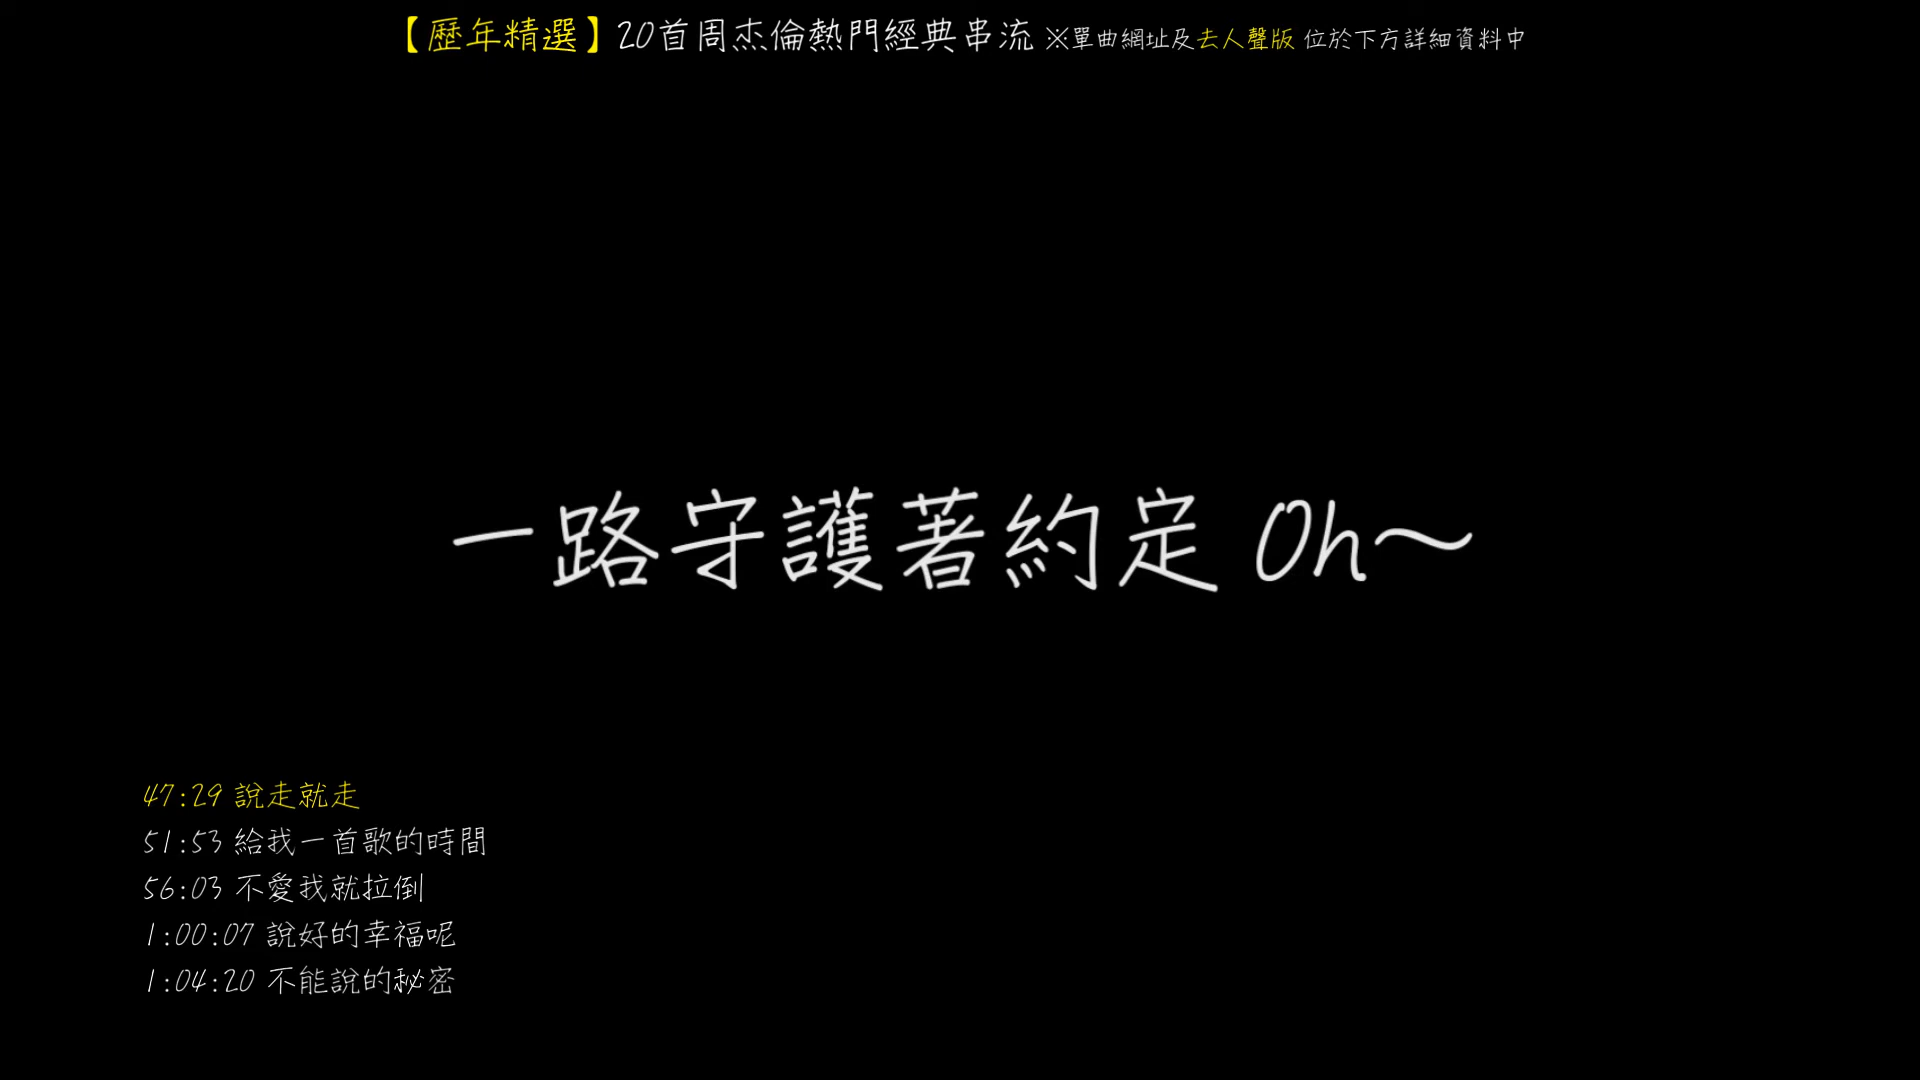 【歷年精選】20首周杰倫熱門經典串流 ※單曲網址及去人聲版 位於下方詳細資料中
一路守護著約定 Oh～
47:29 說走就走
51:53 給我一首歌的時間
56:03 不愛我就拉倒
1:00:07 說好的幸福呢
1:04:20 不能說的秘密